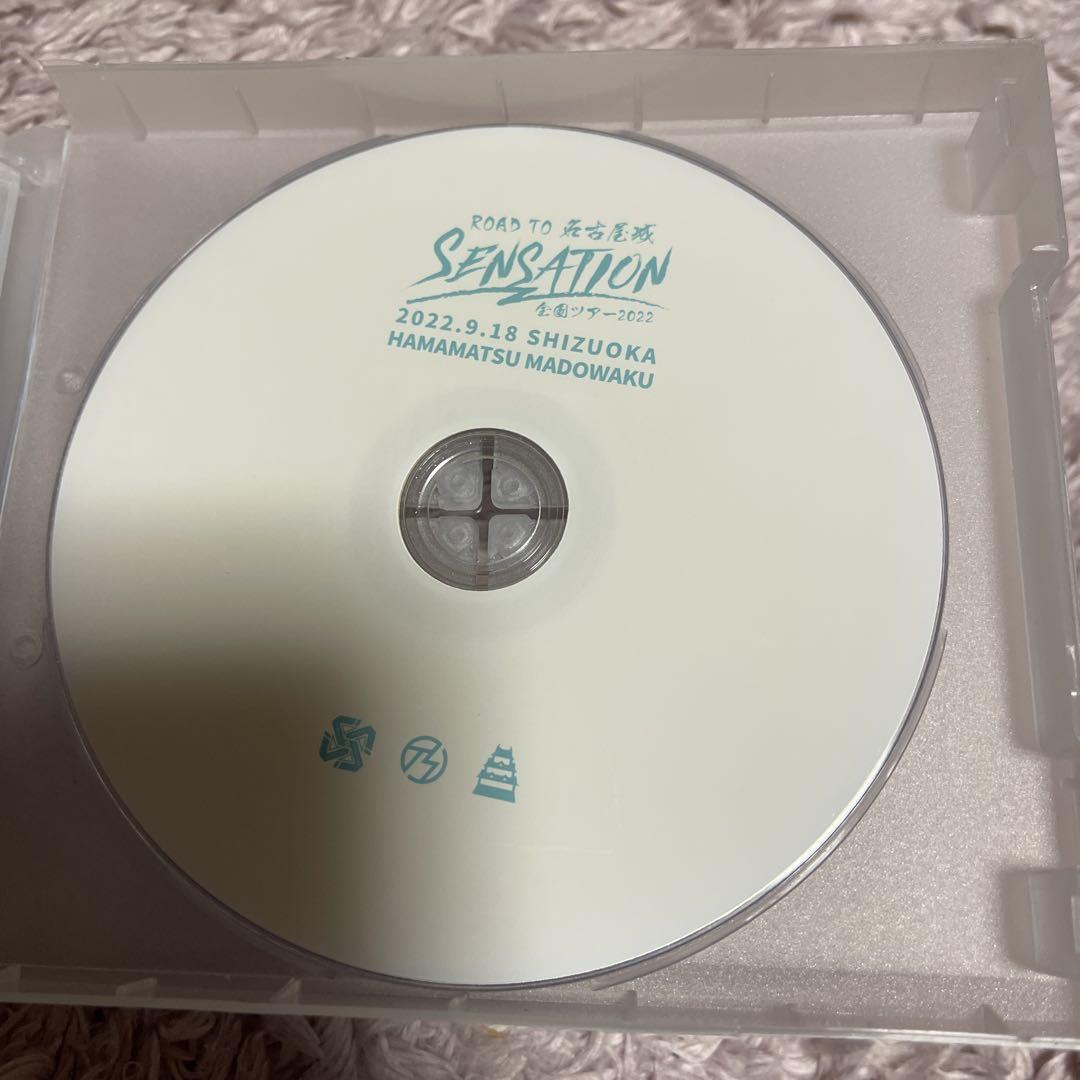 ROAD TO 名古屋城
SENSATION
全国ツアー2022
2022.9.18 SHIZUOKA
HAMAMATSU MADOWAKU